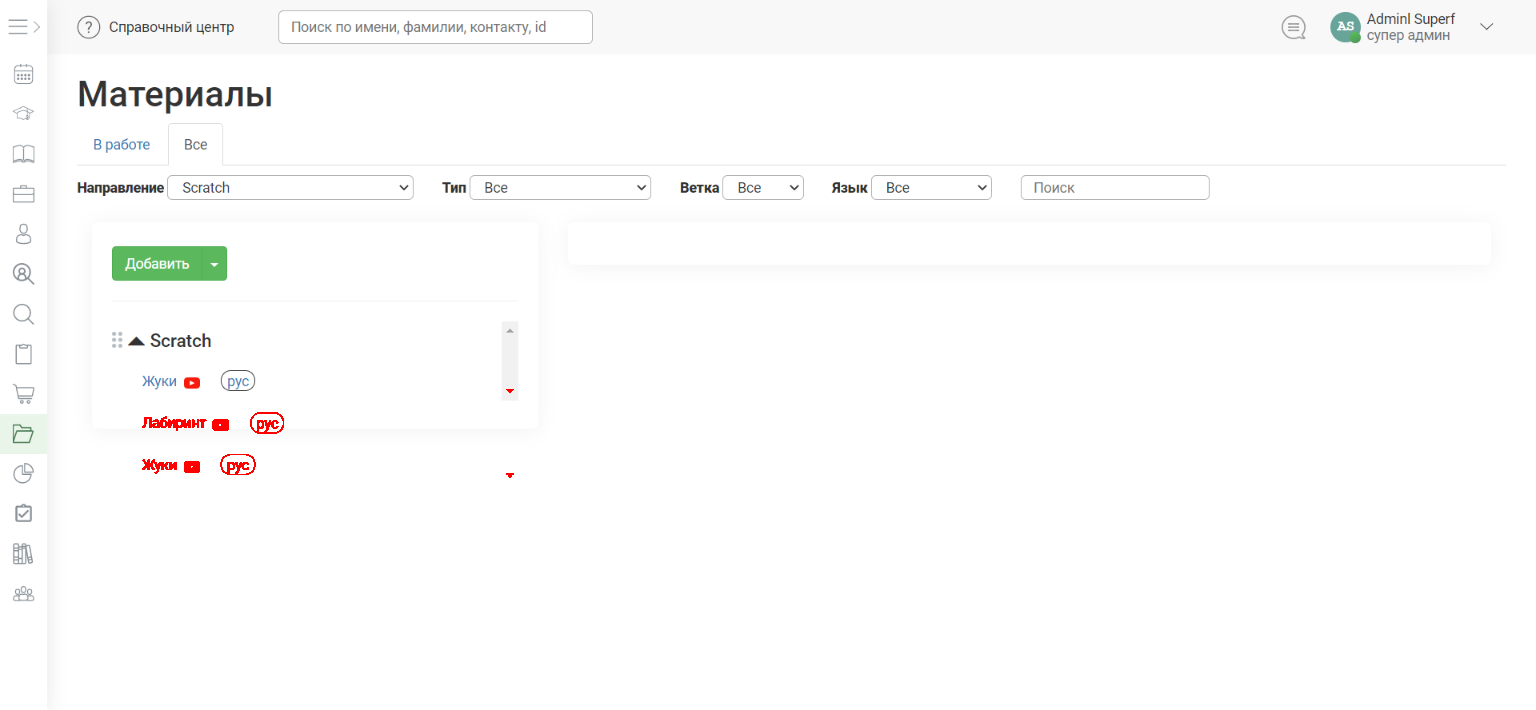 Справочный центр
Поиск по имени, фамилии, контакту, id
AS
Adminl Superf
супер админ
Материалы
В работе
Все
Направление Scratch
Тип Все
Ветка Все
Язык Все
Поиск
Добавить
Scratch
Жуки рус
Лабиринт рус
Жуки рус